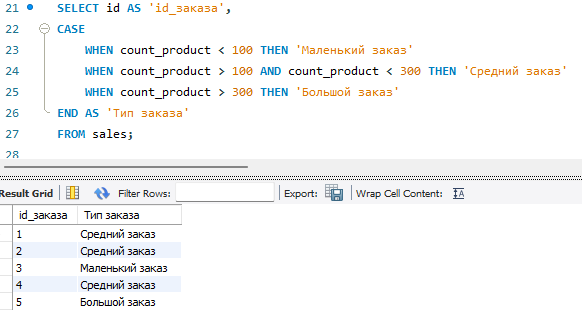 21 SELECT id AS 'id_заказа',
22 CASE
23 WHEN count_product < 100 THEN 'Маленький заказ'
24 WHEN count_product > 100 AND count_product < 300 THEN 'Средний заказ'
25 WHEN count_product > 300 THEN 'Большой заказ'
26 END AS 'Тип заказа'
27 FROM sales;
28
Result Grid Filter Rows: Export: Wrap Cell Content: IA
id_заказа Тип заказа
1 Средний заказ
2 Средний заказ
3 Маленький заказ
4 Средний заказ
5 Большой заказ